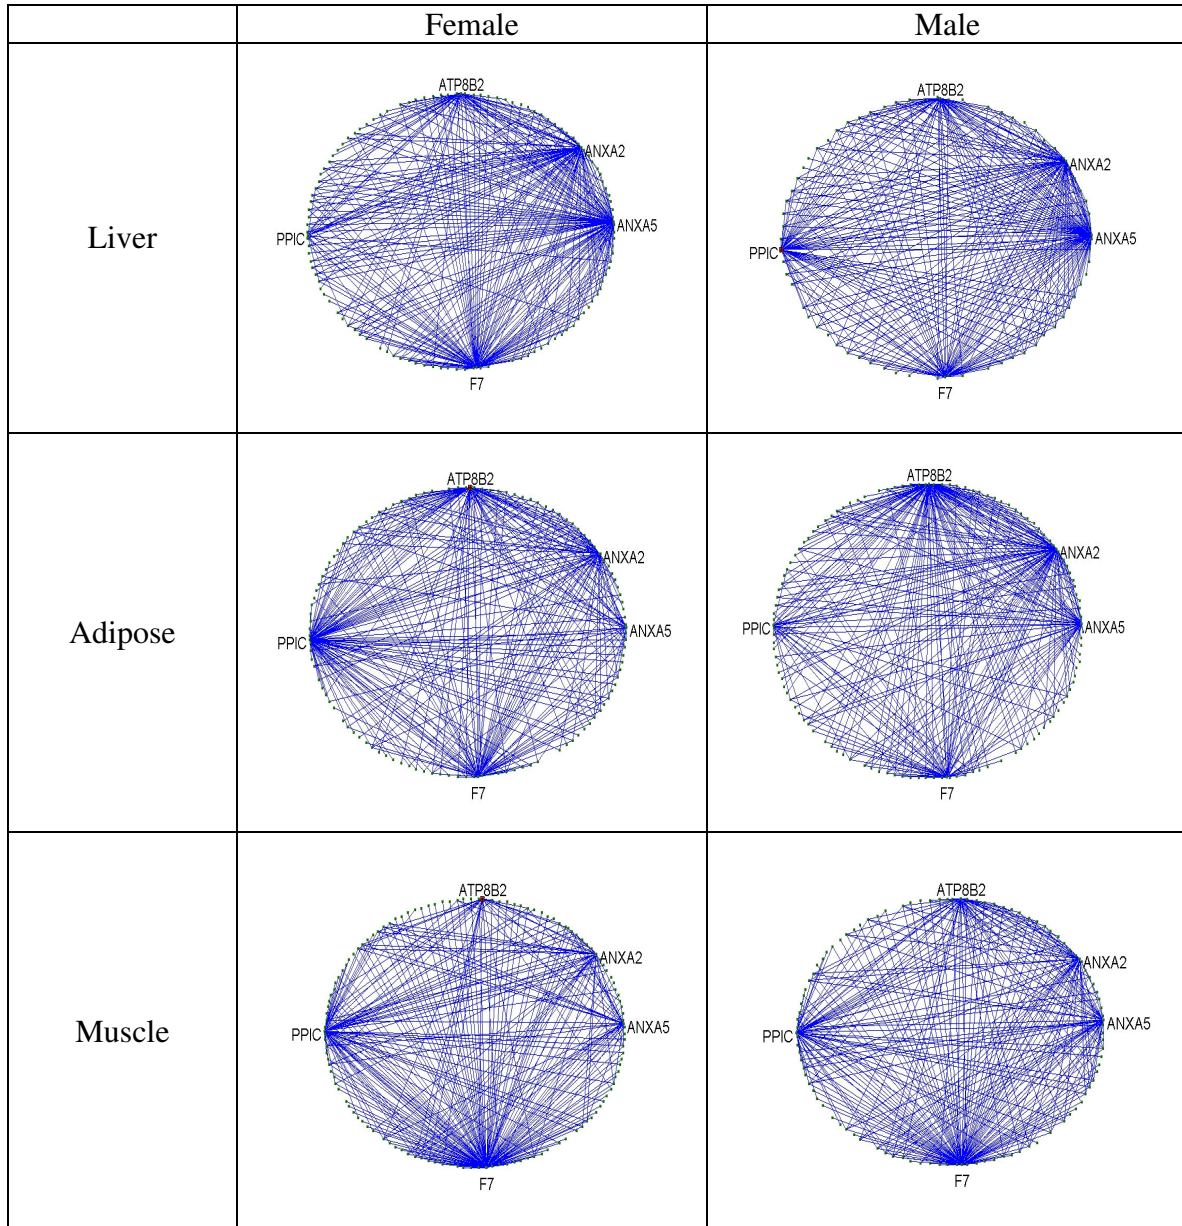 Female Male
Liver
ATP8B2
ANXA2
ANXA5
PPIC
F7
ATP8B2
ANXA2
ANXA5
PPIC
F7
Adipose
ATP8B2
ANXA2
ANXA5
PPIC
F7
ATP8B2
ANXA2
ANXA5
PPIC
F7
Muscle
ATP8B2
ANXA2
ANXA5
PPIC
F7
ATP8B2
ANXA2
ANXA5
PPIC
F7